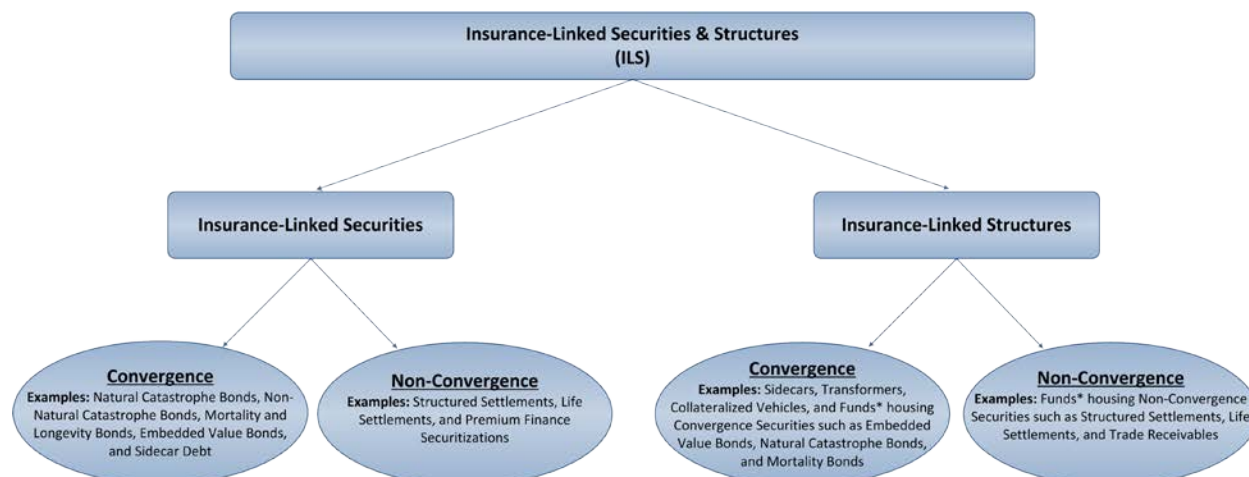 Insurance-Linked Securities & Structures
(ILS)
Insurance-Linked Securities
Insurance-Linked Structures
Convergence
Examples: Natural Catastrophe Bonds, Non-
Natural Catastrophe Bonds, Mortality and
Longevity Bonds, Embedded Value Bonds,
and Sidecar Debt
Non-Convergence
Examples: Structured Settlements, Life
Settlements, and Premium Finance
Securitizations
Convergence
Examples: Sidecars, Transformers,
Collateralized Vehicles, and Funds* housing
Convergence Securities such as Embedded
Value Bonds, Natural Catastrophe Bonds,
and Mortality Bonds
Non-Convergence
Examples: Funds* housing Non-Convergence
Securities such as Structured Settlements, Life
Settlements, and Trade Receivables